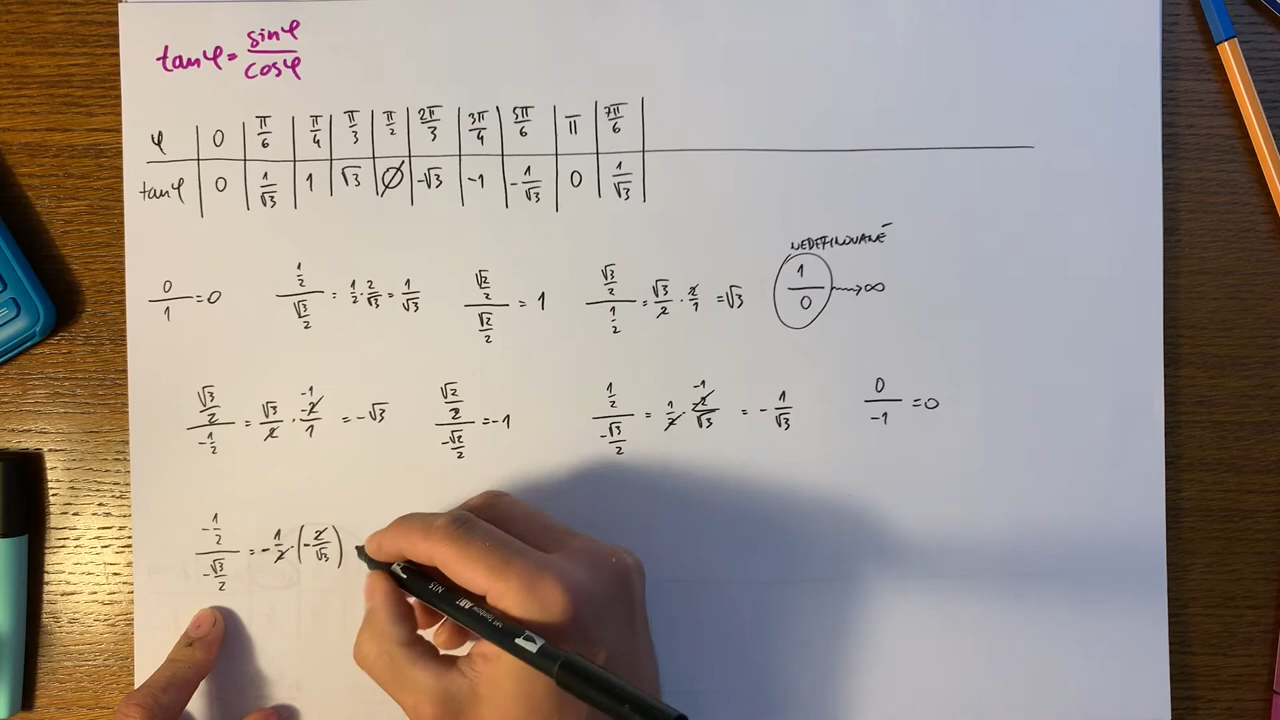 tanφ = sinφ/cosφ
φ | 0 | π/6 | π/4 | π/3 | π/2 | 2π/3 | 3π/4 | 5π/6 | π | 7π/6
tanφ | 0 | 1/√3 | 1 | √3 | ∅ | -√3 | -1 | -1/√3 | 0 | 1/√3
NEDEFINOVANÉ
0/1 = 0
(1/2)/(√3/2) = 1/2 · 2/√3 = 1/√3
(√2/2)/(√2/2) = 1
(√3/2)/(1/2) = √3/2 · 2/1 = √3
1/0 → ∞
(√3/2)/(-1/2) = √3/2 · -2/1 -1 = -√3
(√2/2)/(-√2/2) = -1
(1/2)/(-√3/2) = 1/2 · -2/√3 -1 = -1/√3
0/-1 = 0
(-1/2)/(-√3/2) = -1/2 · (-2/√3)
N15
ABT